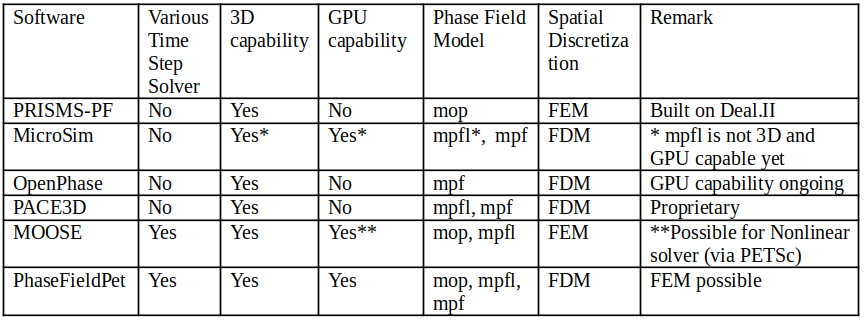 Software Various Time Step Solver 3D capability GPU capability Phase Field Model Spatial Discretiza tion Remark
PRISMS-PF No Yes No mop FEM Built on Deal.II
MicroSim No Yes* Yes* mpfl*, mpf FDM * mpfl is not 3D and GPU capable yet
OpenPhase No Yes No mpf FDM GPU capability ongoing
PACE3D No Yes No mpfl, mpf FDM Proprietary
MOOSE Yes Yes Yes** mop, mpfl FEM **Possible for Nonlinear solver (via PETSc)
PhaseFieldPet Yes Yes Yes mop, mpfl, mpf FDM FEM possible